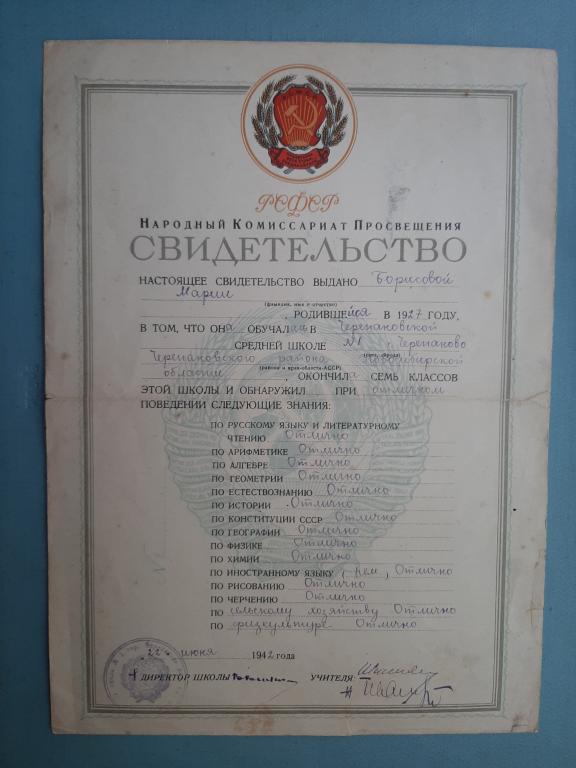 РСФСР
НАРОДНЫЙ КОМИССАРИАТ ПРОСВЕЩЕНИЯ
СВИДЕТЕЛЬСТВО
НАСТОЯЩЕЕ СВИДЕТЕЛЬСТВО ВЫДАНО Борисовой
Марии
(фамилия, имя и отчество)
, РОДИВШЕЙСЯ В 1927 ГОДУ,
В ТОМ, ЧТО ОНа ОБУЧАЛась В Черепановской
СРЕДНЕЙ ШКОЛЕ №1 г. Черепаново
(село, город)
Черепановского района Новосибирской
(район и края-области-АССР)
области, ОКОНЧИЛа СЕМЬ КЛАССОВ
ЭТОЙ ШКОЛЫ И ОБНАРУЖИЛ ПРИ отличном
ПОВЕДЕНИИ СЛЕДУЮЩИЕ ЗНАНИЯ:
ПО РУССКОМУ ЯЗЫКУ И ЛИТЕРАТУРНОМУ
ЧТЕНИЮ Отлично
ПО АРИФМЕТИКЕ Отлично
ПО АЛГЕБРЕ Отлично
ПО ГЕОМЕТРИИ Отлично
ПО ЕСТЕСТВОЗНАНИЮ Отлично
ПО ИСТОРИИ Отлично
ПО КОНСТИТУЦИИ СССР Отлично
ПО ГЕОГРАФИИ Отлично
ПО ФИЗИКЕ Отлично
ПО ХИМИИ Отлично
ПО ИНОСТРАННОМУ ЯЗЫКУ (нем) Отлично
ПО РИСОВАНИЮ Отлично
ПО ЧЕРЧЕНИЮ Отлично
ПО сельскому хозяйству Отлично
ПО физкультуре Отлично
22 июня 1942 года
ДИРЕКТОР ШКОЛЫ УЧИТЕЛЯ: